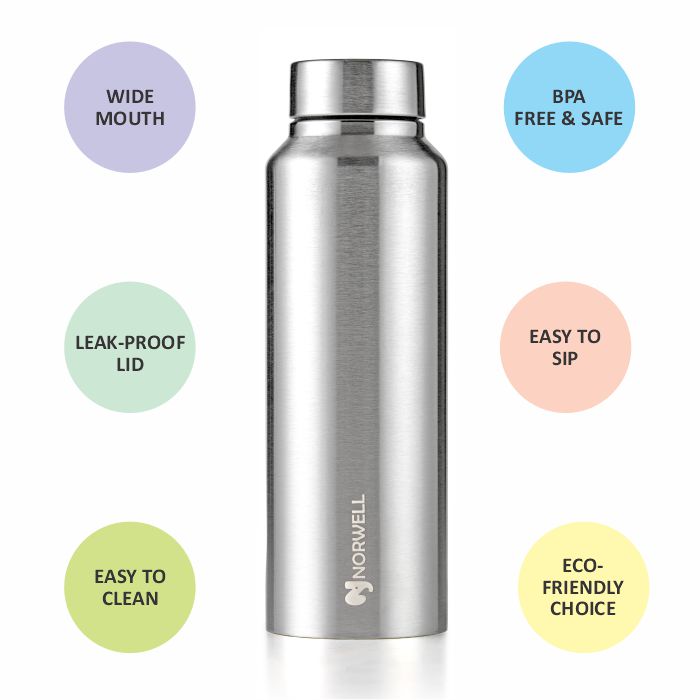 WIDE
MOUTH
BPA
FREE & SAFE
LEAK-PROOF
LID
EASY TO
SIP
NORWELL
EASY TO
CLEAN
ECO-
FRIENDLY
CHOICE